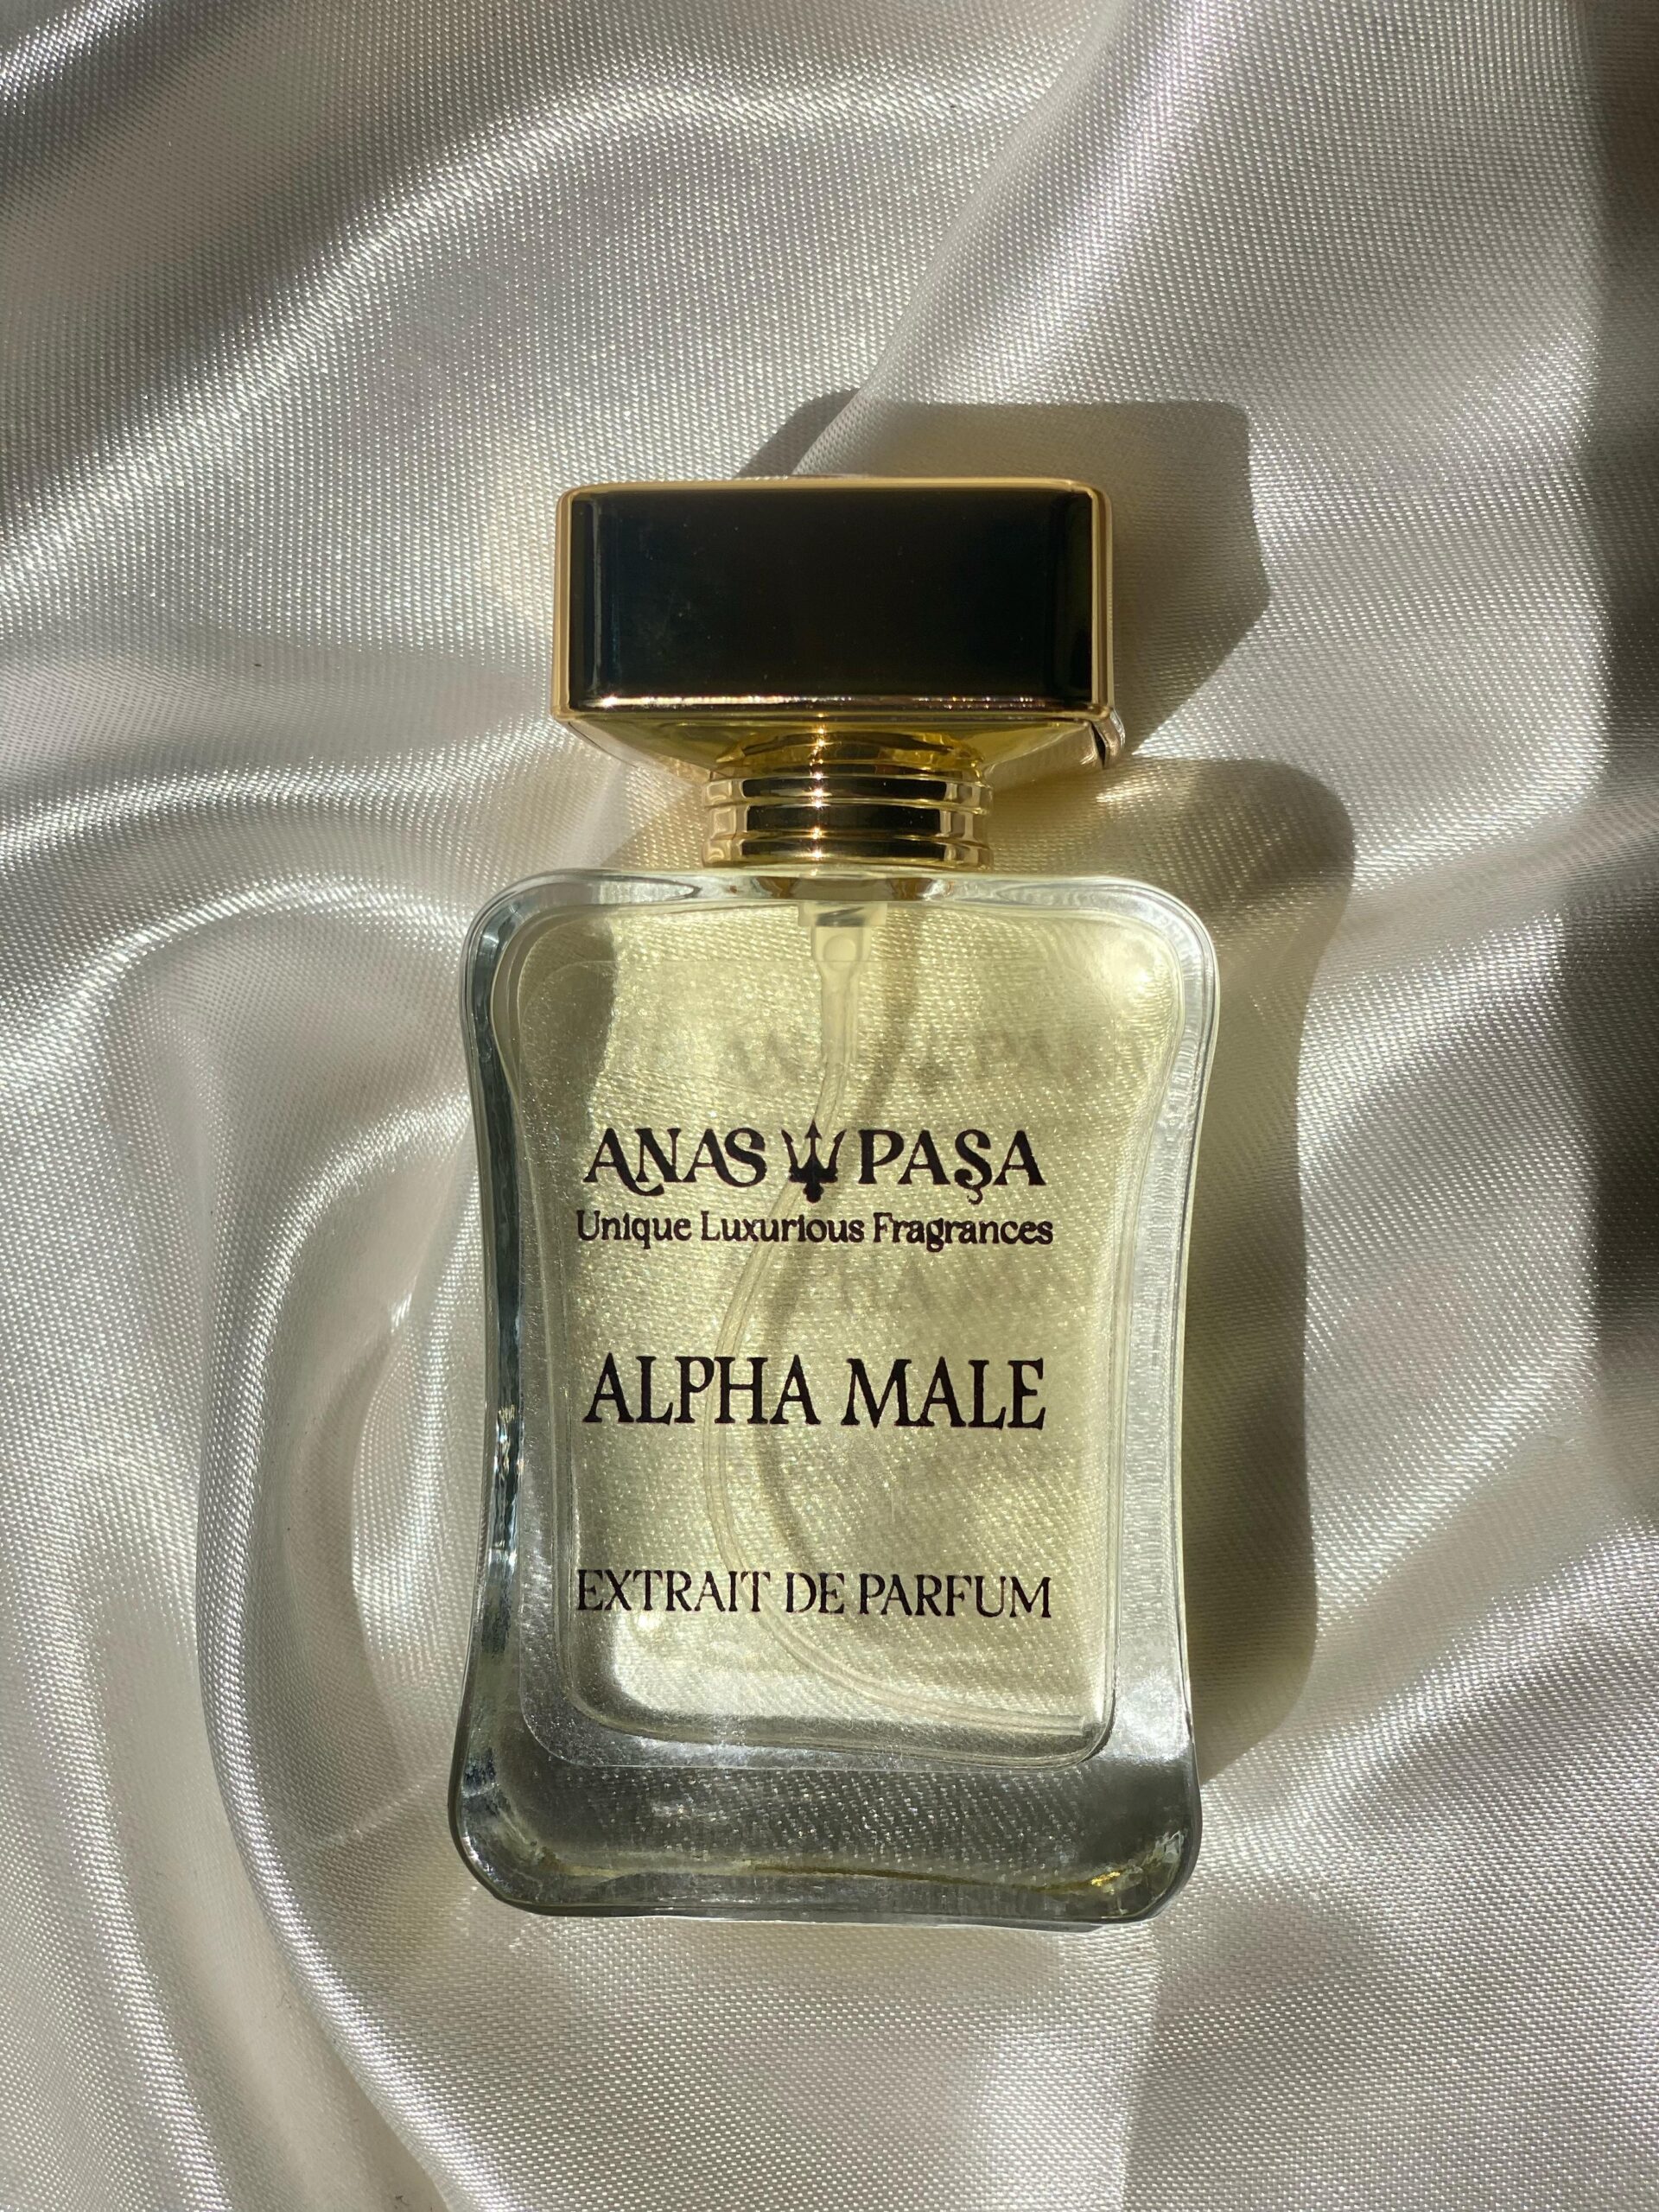 ANAS PAŞA
Unique Luxurious Fragrances
ALPHA MALE
EXTRAIT DE PARFUM